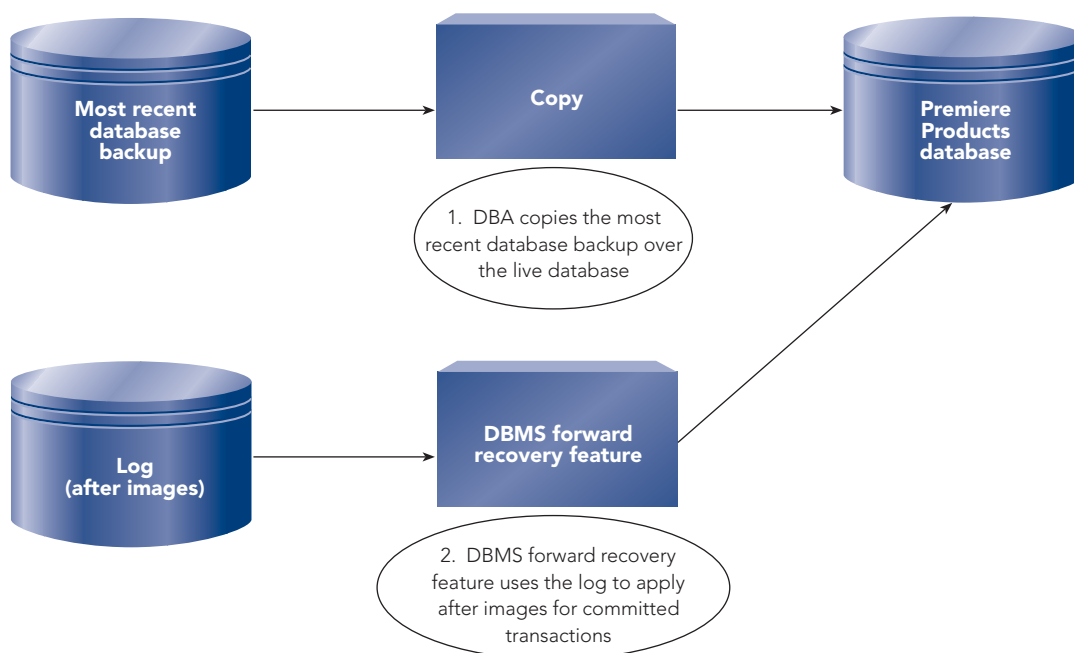 Most recent
database
backup
Copy
Premiere
Products
database
1. DBA copies the most
recent database backup over
the live database
Log
(after images)
DBMS forward
recovery feature
2. DBMS forward recovery
feature uses the log to apply
after images for committed
transactions